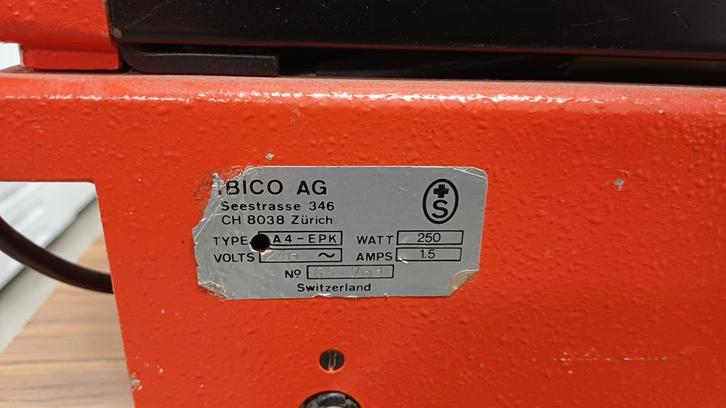 IBICO AG
Seestrasse 346
CH 8038 Zürich
S
TYPE A4-EPK WATT 250
VOLTS ~ AMPS 1.5
Nº
Switzerland